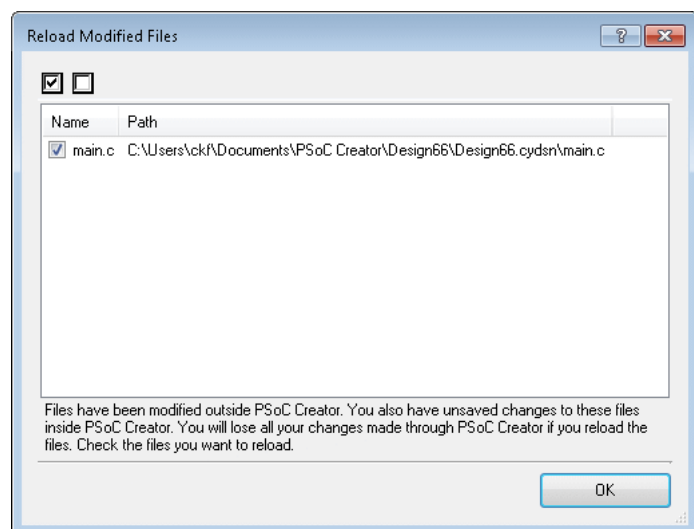 Reload Modified Files
Name Path
main.c C:\Users\ckf\Documents\PSoC Creator\Design66\Design66.cydsn\main.c
Files have been modified outside PSoC Creator. You also have unsaved changes to these files
inside PSoC Creator. You will lose all your changes made through PSoC Creator if you reload the
files. Check the files you want to reload.
OK